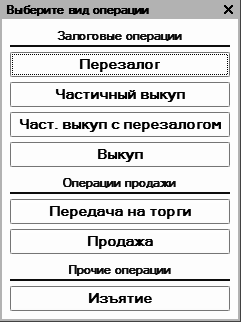 Выберите вид операции
Залоговые операции
Перезалог
Частичный выкуп
Част. выкуп с перезалогом
Выкуп
Операции продажи
Передача на торги
Продажа
Прочие операции
Изъятие